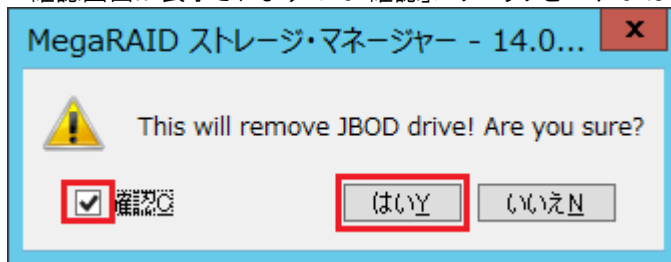 MegaRAID ストレージ・マネージャー - 14.0... x
This will remove JBOD drive! Are you sure?
確認C はいY いいえN